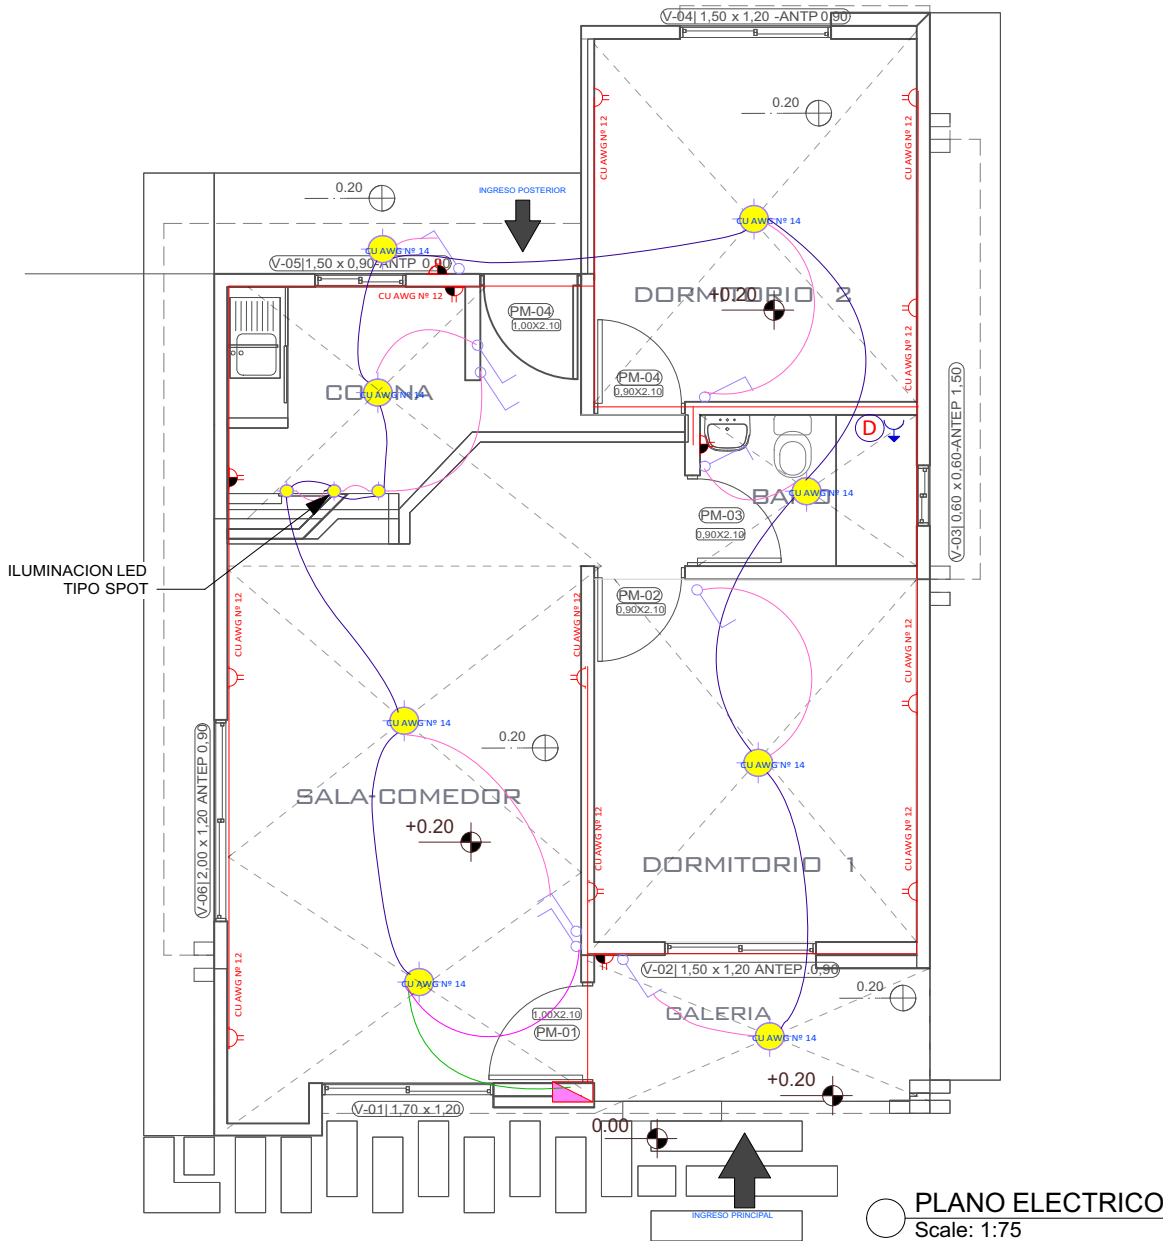 V-04| 1,50 x 1,20 -ANTP 0,90
0.20
CU AWG Nº 12
CU AWG Nº 12
0.20
INGRESO POSTERIOR
CU AWG Nº 14
CU AWG Nº 14
V-05|1,50 x 0,90-ANTP 0,90
CU AWG Nº 12
DORMITORIO 2
+0.20
PM-04
1,00X2.10
CU AWG Nº 12
PM-04
0,90X2.10
COCINA
CU AWG Nº 14
V-03| 0,60 x 0,60-ANTEP 1,50
D
BAÑO
CU AWG Nº 14
PM-03
0,90X2.10
ILUMINACION LED
TIPO SPOT
PM-02
0,90X2.10
CU AWG Nº 12
CU AWG Nº 12
CU AWG Nº 12
CU AWG Nº 14
0.20
V-06| 2,00 x 1,20 ANTEP 0,90
CU AWG Nº 14
SALA-COMEDOR
+0.20
CU AWG Nº 12
CU AWG Nº 12
DORMITORIO 1
CU AWG Nº 12
CU AWG Nº 14
V-02| 1,50 x 1,20 ANTEP .0,90
0.20
1,00X2.10
PM-01
GALERIA
CU AWG Nº 14
+0.20
V-01| 1,70 x 1,20
0.00
INGRESO PRINCIPAL
PLANO ELECTRICO
Scale: 1:75